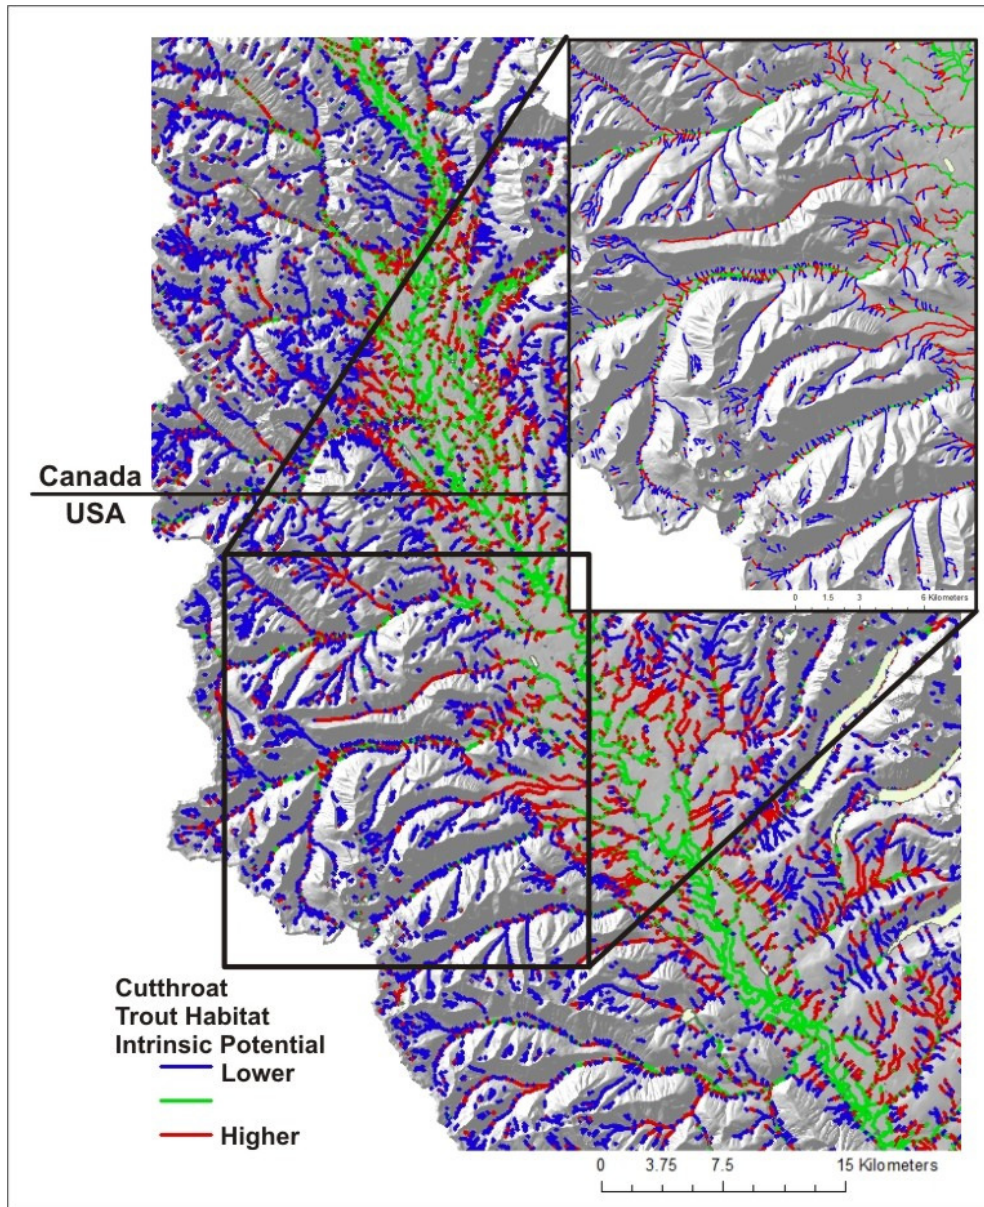 0 1.5 3 6 Kilometers
Canada
USA
Cutthroat
Trout Habitat
Intrinsic Potential
Lower
Higher
0 3.75 7.5 15 Kilometers